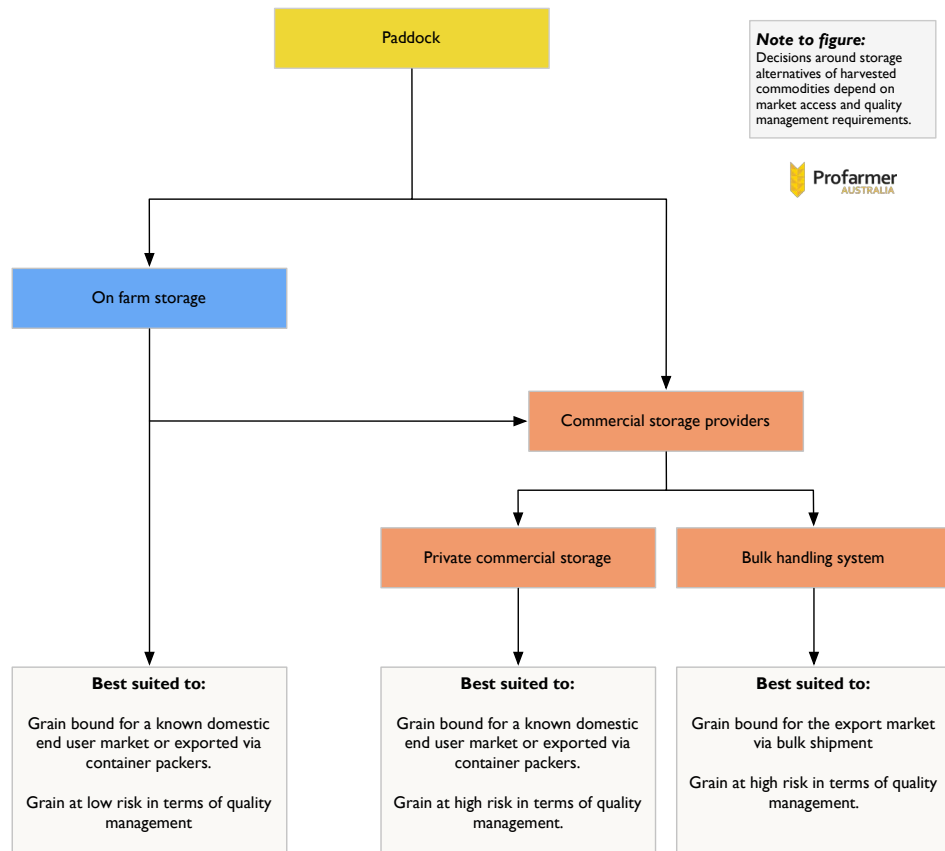 Paddock
Note to figure:
Decisions around storage
alternatives of harvested
commodities depend on
market access and quality
management requirements.
Profarmer
AUSTRALIA
On farm storage
Commercial storage providers
Private commercial storage
Bulk handling system
Best suited to:
Grain bound for a known domestic
end user market or exported via
container packers.
Grain at low risk in terms of quality
management
Best suited to:
Grain bound for a known domestic
end user market or exported via
container packers.
Grain at high risk in terms of quality
management.
Best suited to:
Grain bound for the export market
via bulk shipment
Grain at high risk in terms of quality
management.